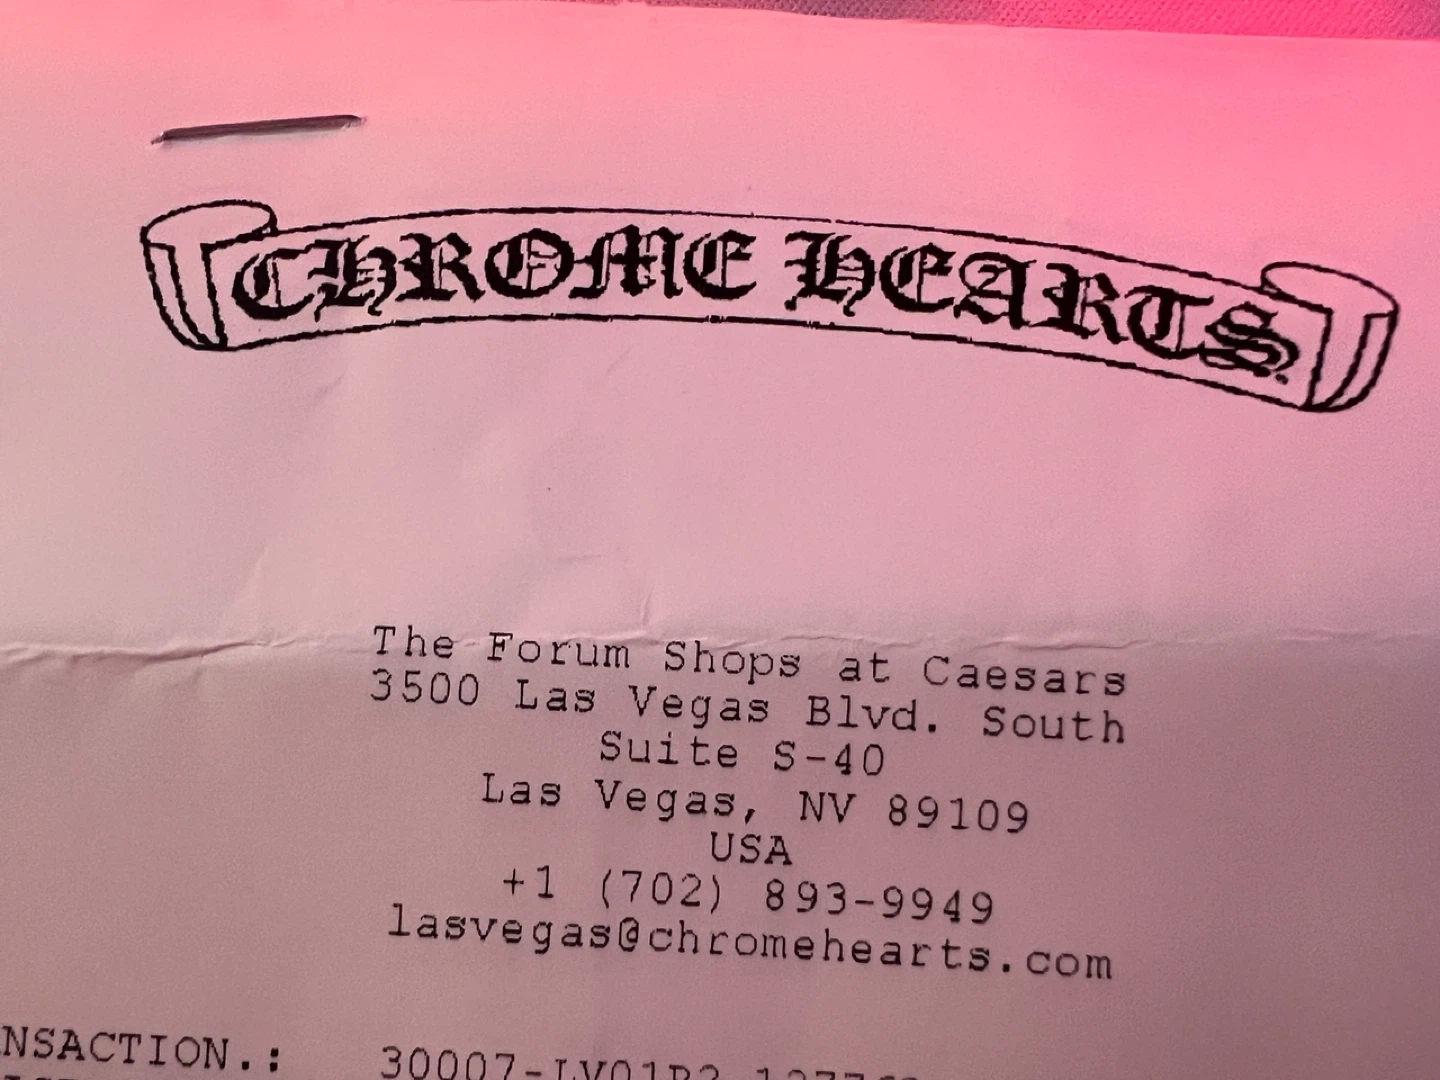 CHROME HEARTS
The Forum Shops at Caesars
3500 Las Vegas Blvd. South
Suite S-40
Las Vegas, NV 89109
USA
+1 (702) 893-9949
lasvegas@chromehearts.com
NSACTION.: